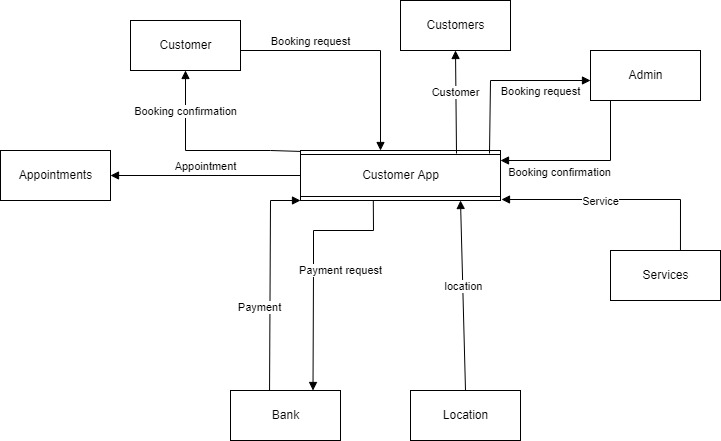 Customers
Customer
Booking request
Admin
Customer
Booking request
Booking confirmation
Appointment
Appointments
Customer App
Booking confirmation
Service
Payment request
Services
location
Payment
Bank
Location